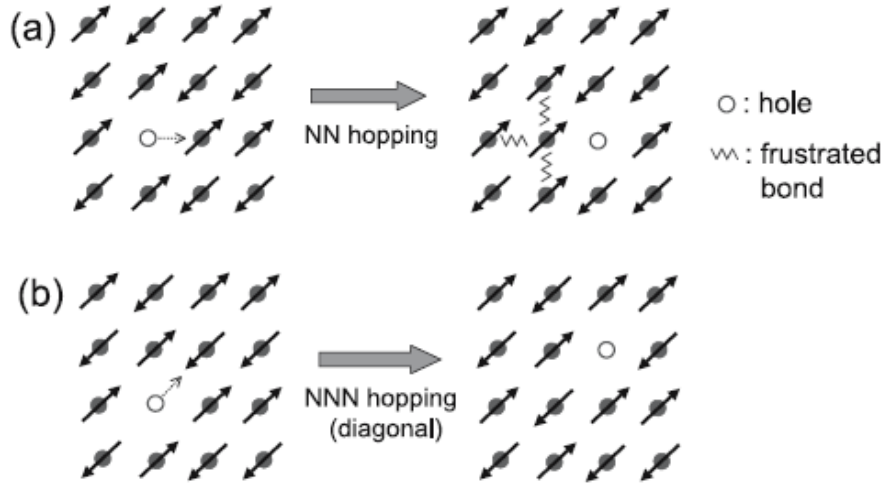 (a)
NN hopping
: hole
: frustrated
bond
(b)
NNN hopping
(diagonal)